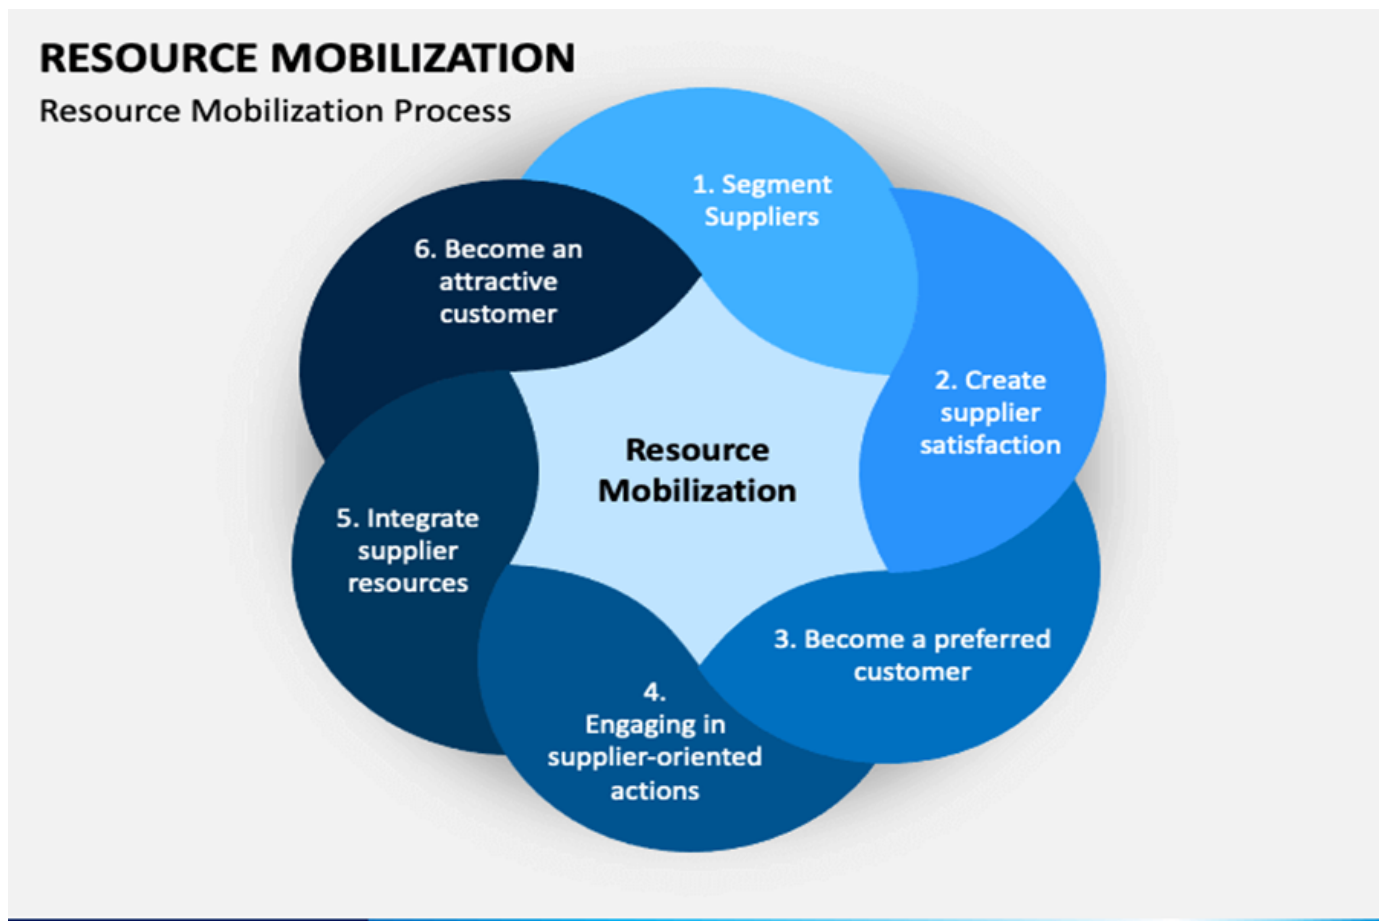 RESOURCE MOBILIZATION
Resource Mobilization Process
1. Segment
Suppliers
2. Create
supplier
satisfaction
3. Become a preferred
customer
4.
Engaging in
supplier-oriented
actions
5. Integrate
supplier
resources
6. Become an
attractive
customer
Resource
Mobilization